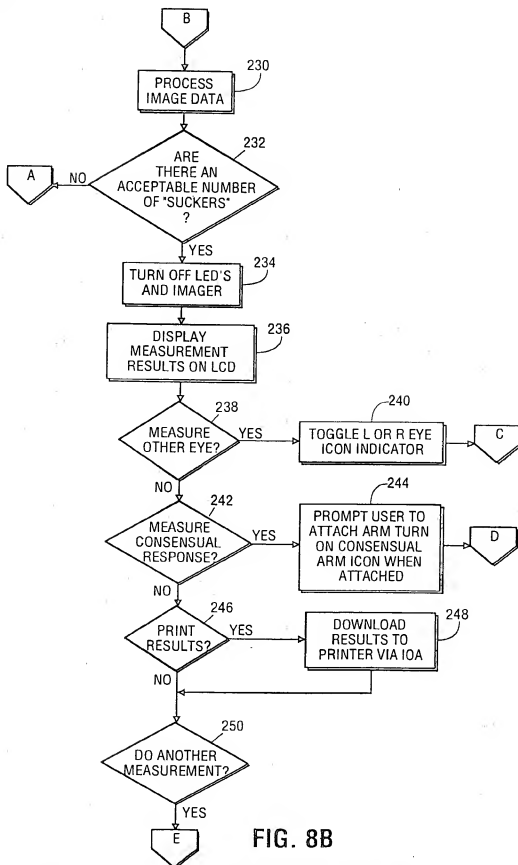 B
230
PROCESS
IMAGE DATA
232
ARE
THERE AN
ACCEPTABLE NUMBER
OF "SUCKERS"
?
NO
A
YES
234
TURN OFF LED'S
AND IMAGER
236
DISPLAY
MEASUREMENT
RESULTS ON LCD
238
MEASURE
OTHER EYE?
YES
240
TOGGLE L OR R EYE
ICON INDICATOR
C
NO
242
MEASURE
CONSENSUAL
RESPONSE?
YES
244
PROMPT USER TO
ATTACH ARM TURN
ON CONSENSUAL
ARM ICON WHEN
ATTACHED
D
NO
246
PRINT
RESULTS?
YES
248
DOWNLOAD
RESULTS TO
PRINTER VIA IOA
NO
250
DO ANOTHER
MEASUREMENT?
YES
E
FIG. 8B